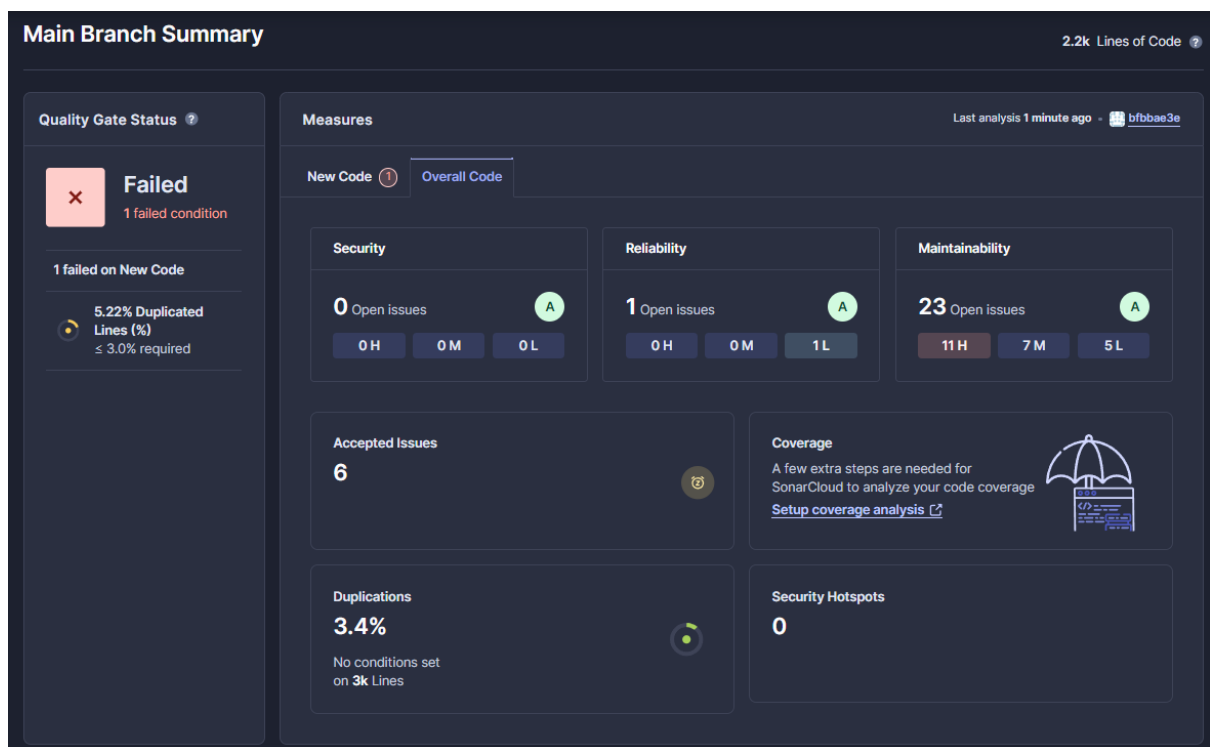 Main Branch Summary
2.2k Lines of Code ?
Quality Gate Status ?
Failed
1 failed condition
1 failed on New Code
5.22% Duplicated
Lines (%)
≤ 3.0% required
Measures
Last analysis 1 minute ago • bfbbae3e
New Code 1
Overall Code
Security
0 Open issues
A
0 H 0 M 0 L
Reliability
1 Open issues
A
0 H 0 M 1 L
Maintainability
23 Open issues
A
11 H 7 M 5 L
Accepted Issues
6
Coverage
A few extra steps are needed for
SonarCloud to analyze your code coverage
Setup coverage analysis
</>
Duplications
3.4%
No conditions set
on 3k Lines
Security Hotspots
0